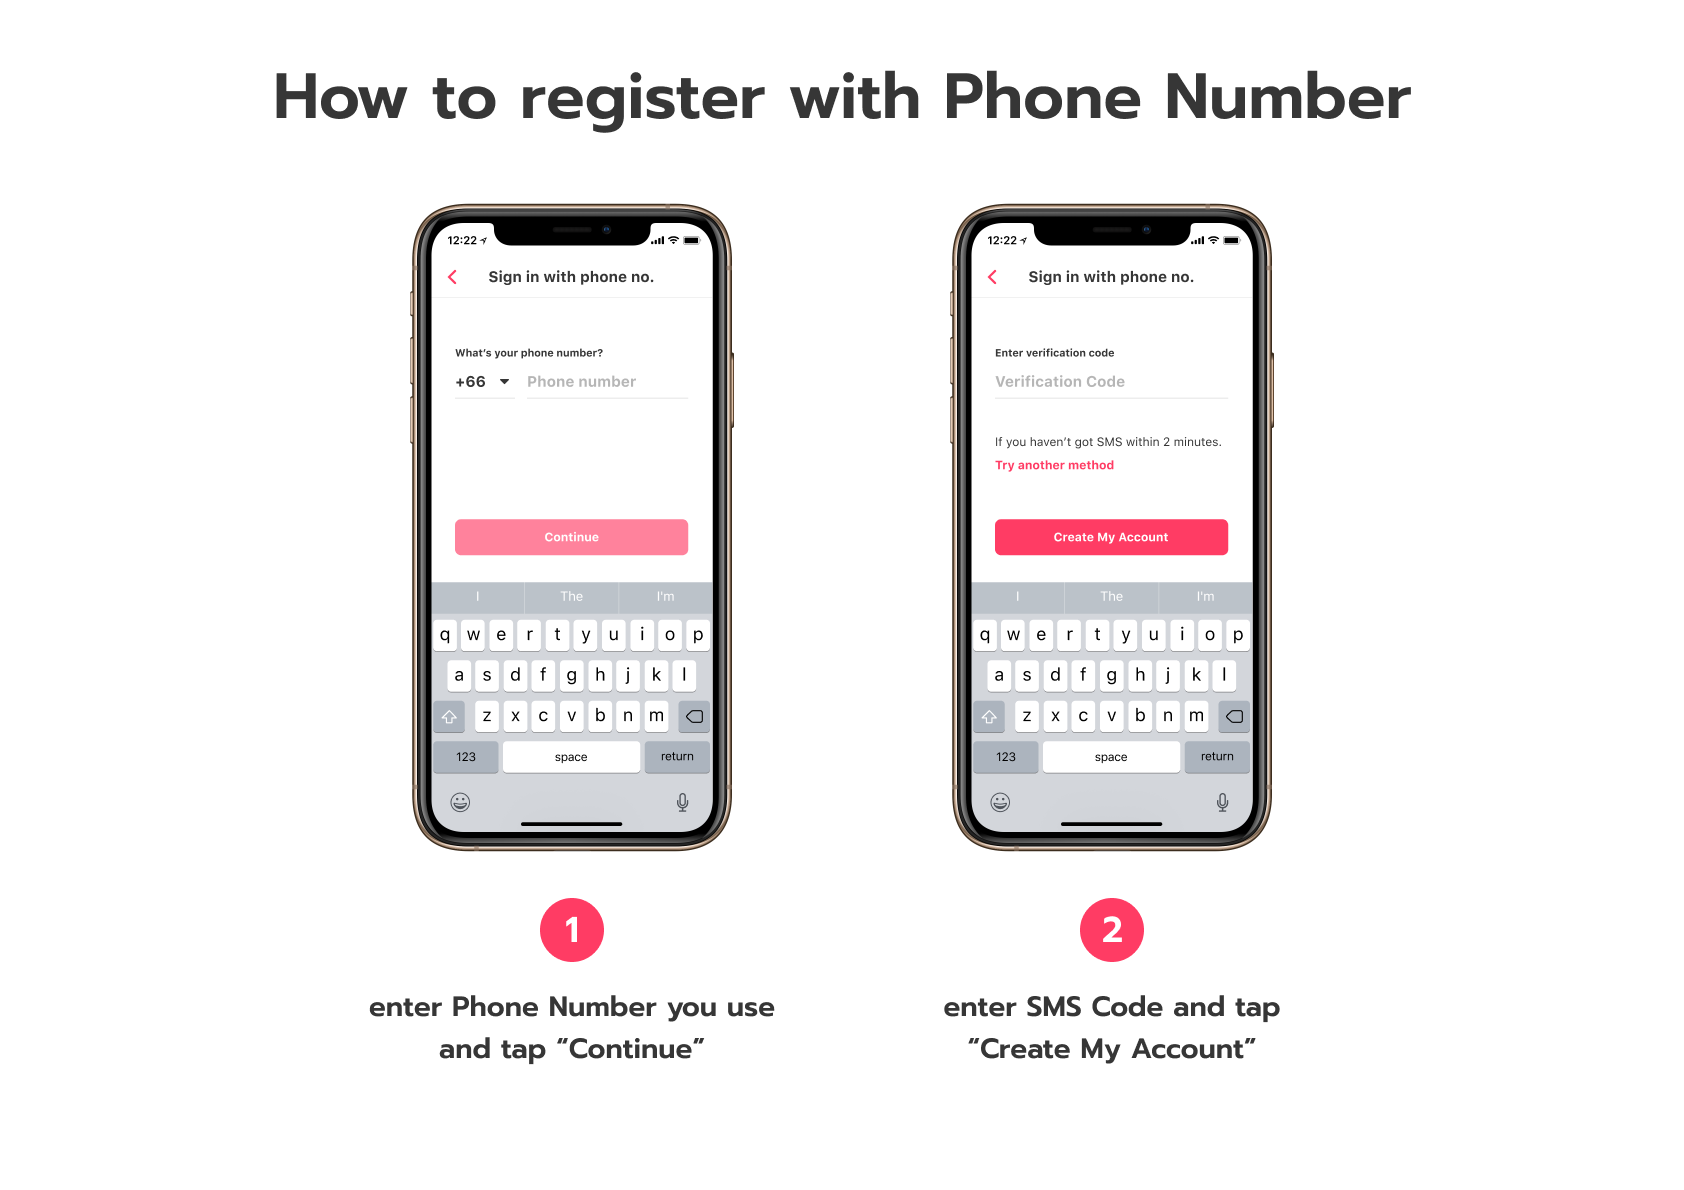 How to register with Phone Number
12:22
Sign in with phone no.
What's your phone number?
+66 Phone number
Continue
I The I'm
q w e r t y u i o p
a s d f g h j k l
z x c v b n m
123 space return
1
enter Phone Number you use
and tap “Continue”
12:22
Sign in with phone no.
Enter verification code
Verification Code
If you haven't got SMS within 2 minutes.
Try another method
Create My Account
I The I'm
q w e r t y u i o p
a s d f g h j k l
z x c v b n m
123 space return
2
enter SMS Code and tap
“Create My Account”